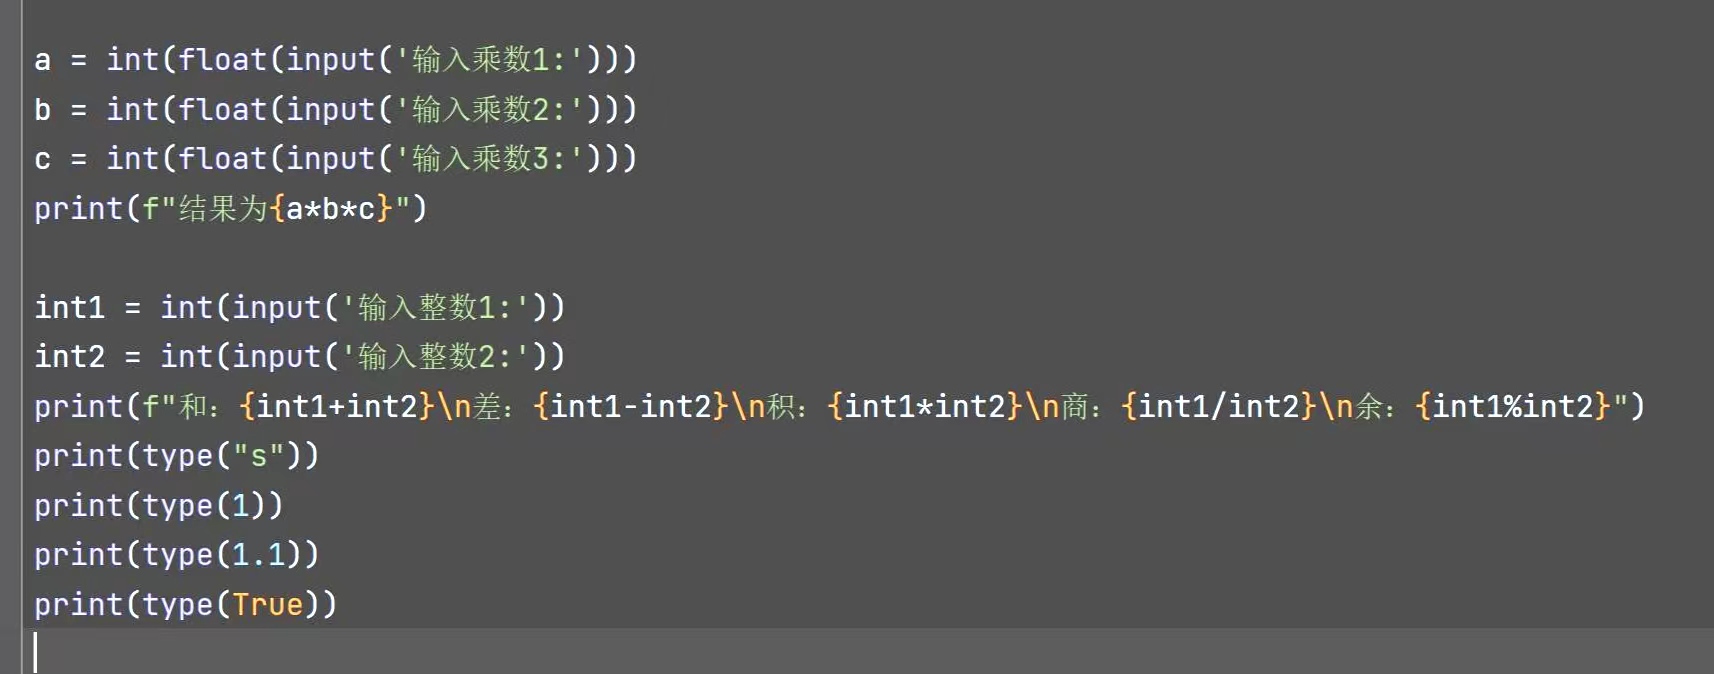 a = int(float(input('输入乘数1:')))
b = int(float(input('输入乘数2:')))
c = int(float(input('输入乘数3:')))
print(f"结果为{a*b*c}")
int1 = int(input('输入整数1:'))
int2 = int(input('输入整数2:'))
print(f"和：{int1+int2}\n差：{int1-int2}\n积：{int1*int2}\n商：{int1/int2}\n余：{int1%int2}")
print(type("s"))
print(type(1))
print(type(1.1))
print(type(True))